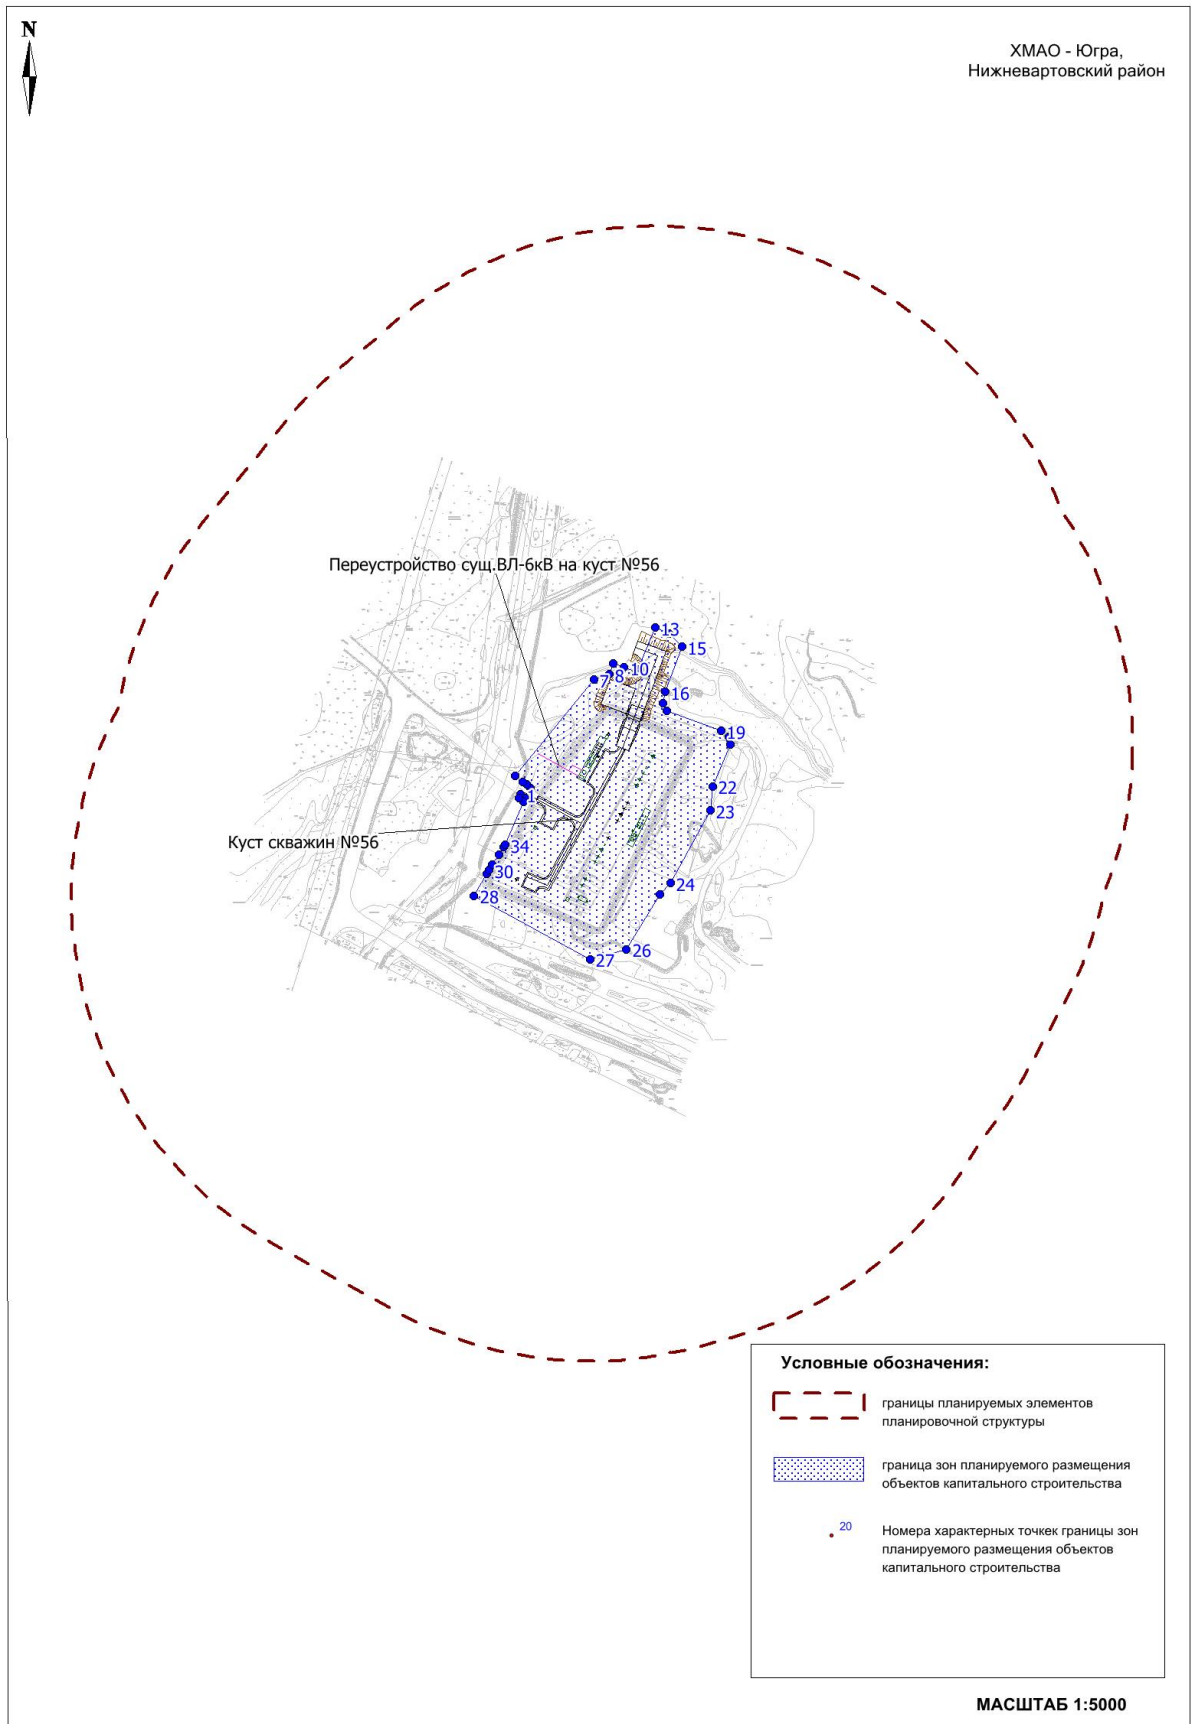 N
ХМАО - Югра,
Нижневартовский район
Переустройство сущ.ВЛ-6кВ на куст №56
13
15
10
8
7
16
19
22
1
23
Куст скважин №56
34
30
24
28
26
27
Условные обозначения:
границы планируемых элементов
планировочной структуры
граница зон планируемого размещения
объектов капитального строительства
20
Номера характерных точкек границы зон
планируемого размещения объектов
капитального строительства
МАСШТАБ 1:5000